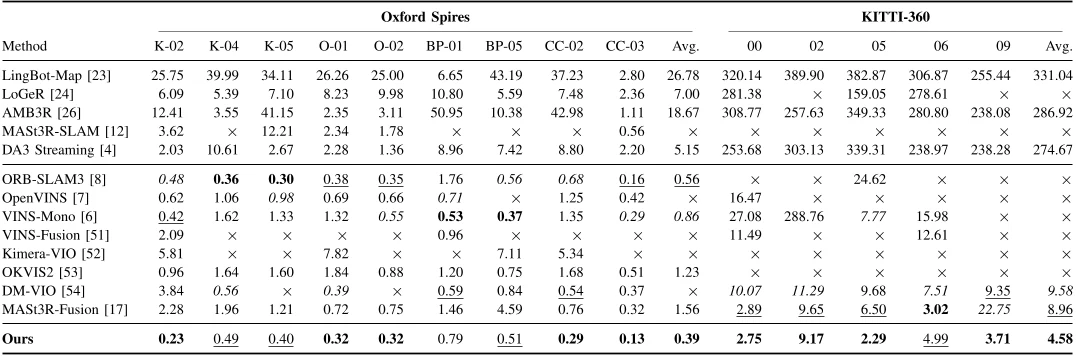 Oxford Spires KITTI-360
Method K-02 K-04 K-05 O-01 O-02 BP-01 BP-05 CC-02 CC-03 Avg. 00 02 05 06 09 Avg.
LingBot-Map [23] 25.75 39.99 34.11 26.26 25.00 6.65 43.19 37.23 2.80 26.78 320.14 389.90 382.87 306.87 255.44 331.04
LoGeR [24] 6.09 5.39 7.10 8.23 9.98 10.80 5.59 7.48 2.36 7.00 281.38 × 159.05 278.61 × ×
AMB3R [26] 12.41 3.55 41.15 2.35 3.11 50.95 10.38 42.98 1.11 18.67 308.77 257.63 349.33 280.80 238.08 286.92
MASt3R-SLAM [12] 3.62 × 12.21 2.34 1.78 × × × 0.56 × × × × × × ×
DA3 Streaming [4] 2.03 10.61 2.67 2.28 1.36 8.96 7.42 8.80 2.20 5.15 253.68 303.13 339.31 238.97 238.28 274.67
ORB-SLAM3 [8] 0.48 0.36 0.30 0.38 0.35 1.76 0.56 0.68 0.16 0.56 × × 24.62 × × ×
OpenVINS [7] 0.62 1.06 0.98 0.69 0.66 0.71 × 1.25 0.42 × 16.47 × × × × ×
VINS-Mono [6] 0.42 1.62 1.33 1.32 0.55 0.53 0.37 1.35 0.29 0.86 27.08 288.76 7.77 15.98 × ×
VINS-Fusion [51] 2.09 × × × × 0.96 × × × × 11.49 × × 12.61 × ×
Kimera-VIO [52] 5.81 × × 7.82 × × 7.11 5.34 × × × × × × × ×
OKVIS2 [53] 0.96 1.64 1.60 1.84 0.88 1.20 0.75 1.68 0.51 1.23 × × × × × ×
DM-VIO [54] 3.84 0.56 × 0.39 × 0.59 0.84 0.54 0.37 × 10.07 11.29 9.68 7.51 9.35 9.58
MASt3R-Fusion [17] 2.28 1.96 1.21 0.72 0.75 1.46 4.59 0.76 0.32 1.56 2.89 9.65 6.50 3.02 22.75 8.96
Ours 0.23 0.49 0.40 0.32 0.32 0.79 0.51 0.29 0.13 0.39 2.75 9.17 2.29 4.99 3.71 4.58